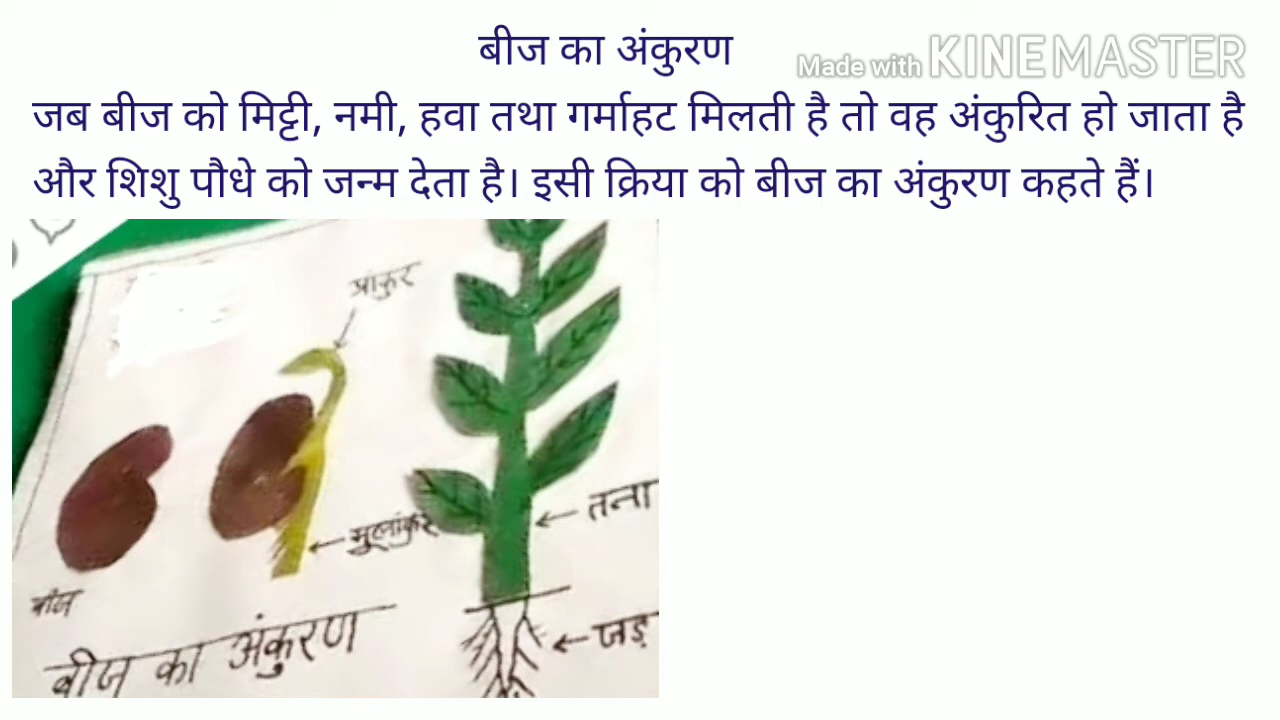 बीज का अंकुरण
Made with KINEMASTER
जब बीज को मिट्टी, नमी, हवा तथा गर्माहट मिलती है तो वह अंकुरित हो जाता है
और शिशु पौधे को जन्म देता है। इसी क्रिया को बीज का अंकुरण कहते हैं।
प्रांकुर
तना
मूलांकुर
बीज
जड़
बीज का अंकुरण